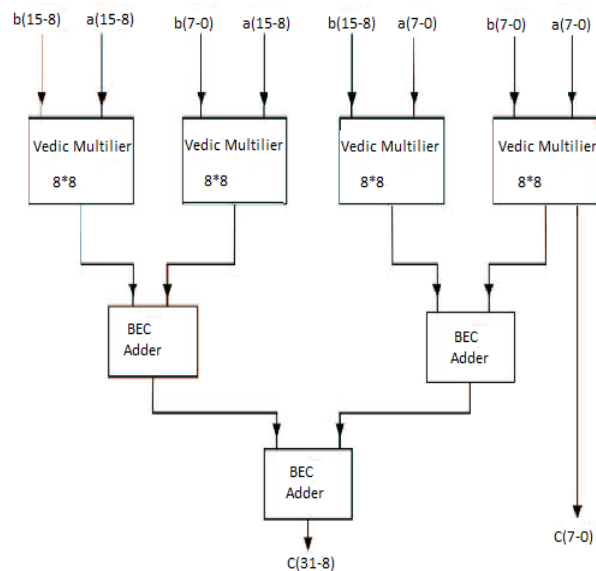 b(15-8) a(15-8) b(7-0) a(15-8) b(15-8) a(7-0) b(7-0) a(7-0)
Vedic Multilier
8*8
Vedic Multilier
8*8
Vedic Multilier
8*8
Vedic Multilier
8*8
BEC
Adder
BEC
Adder
BEC
Adder
C(7-0)
C(31-8)